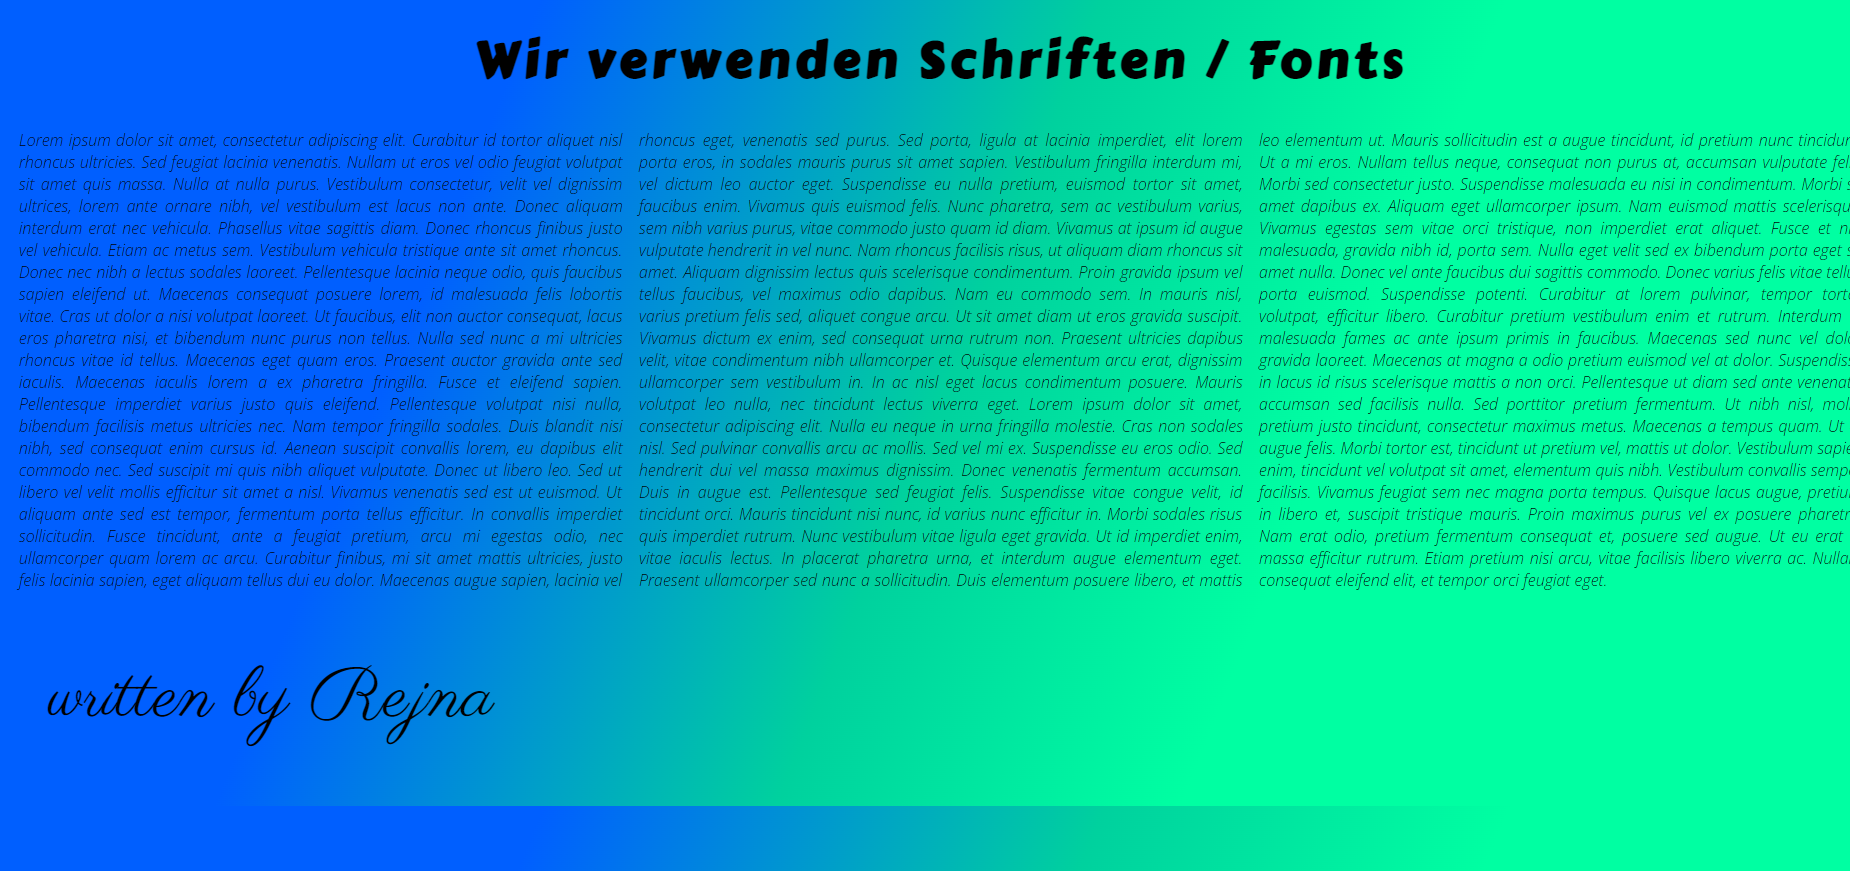 Wir verwenden Schriften / Fonts
Lorem ipsum dolor sit amet, consectetur adipiscing elit. Curabitur id tortor aliquet nisl
rhoncus ultricies. Sed feugiat lacinia venenatis. Nullam ut eros vel odio feugiat volutpat
sit amet quis massa. Nulla at nulla purus. Vestibulum consectetur, velit vel dignissim
ultrices, lorem ante ornare nibh, vel vestibulum est lacus non ante. Donec aliquam
interdum erat nec vehicula. Phasellus vitae sagittis diam. Donec rhoncus finibus justo
vel vehicula. Etiam ac metus sem. Vestibulum vehicula tristique ante sit amet rhoncus.
Donec nec nibh a lectus sodales laoreet. Pellentesque lacinia neque odio, quis faucibus
sapien eleifend ut. Maecenas consequat posuere lorem, id malesuada felis lobortis
vitae. Cras ut dolor a nisi volutpat laoreet. Ut faucibus, elit non auctor consequat, lacus
eros pharetra nisi, et bibendum nunc purus non tellus. Nulla sed nunc a mi ultricies
rhoncus vitae id tellus. Maecenas eget quam eros. Praesent auctor gravida ante sed
iaculis. Maecenas iaculis lorem a ex pharetra fringilla. Fusce et eleifend sapien.
Pellentesque imperdiet varius justo quis eleifend. Pellentesque volutpat nisi nulla,
bibendum facilisis metus ultricies nec. Nam tempor fringilla sodales. Duis blandit nisi
nibh, sed consequat enim cursus id. Aenean suscipit convallis lorem, eu dapibus elit
commodo nec. Sed suscipit mi quis nibh aliquet vulputate. Donec ut libero leo. Sed ut
libero vel velit mollis efficitur sit amet a nisl. Vivamus venenatis sed est ut euismod. Ut
aliquam ante sed est tempor, fermentum porta tellus efficitur. In convallis imperdiet
sollicitudin. Fusce tincidunt, ante a feugiat pretium, arcu mi egestas odio, nec
ullamcorper quam lorem ac arcu. Curabitur finibus, mi sit amet mattis ultricies, justo
felis lacinia sapien, eget aliquam tellus dui eu dolor. Maecenas augue sapien, lacinia vel
rhoncus eget, venenatis sed purus. Sed porta, ligula at lacinia imperdiet, elit lorem
porta eros, in sodales mauris purus sit amet sapien. Vestibulum fringilla interdum mi,
vel dictum leo auctor eget. Suspendisse eu nulla pretium, euismod tortor sit amet,
faucibus enim. Vivamus quis euismod felis. Nunc pharetra, sem ac vestibulum varius,
sem nibh varius purus, vitae commodo justo quam id diam. Vivamus at ipsum id augue
vulputate hendrerit in vel nunc. Nam rhoncus facilisis risus, ut aliquam diam rhoncus sit
amet. Aliquam dignissim lectus quis scelerisque condimentum. Proin gravida ipsum vel
tellus faucibus, vel maximus odio dapibus. Nam eu commodo sem. In mauris nisl,
varius pretium felis sed, aliquet congue arcu. Ut sit amet diam ut eros gravida suscipit.
Vivamus dictum ex enim, sed consequat urna rutrum non. Praesent ultricies dapibus
velit, vitae condimentum nibh ullamcorper et. Quisque elementum arcu erat, dignissim
ullamcorper sem vestibulum in. In ac nisl eget lacus condimentum posuere. Mauris
volutpat leo nulla, nec tincidunt lectus viverra eget. Lorem ipsum dolor sit amet,
consectetur adipiscing elit. Nulla eu neque in urna fringilla molestie. Cras non sodales
nisl. Sed pulvinar convallis arcu ac mollis. Sed vel mi ex. Suspendisse eu eros odio. Sed
hendrerit dui vel massa maximus dignissim. Donec venenatis fermentum accumsan.
Duis in augue est. Pellentesque sed feugiat felis. Suspendisse vitae congue velit, id
tincidunt orci. Mauris tincidunt nisi nunc, id varius nunc efficitur in. Morbi sodales risus
quis imperdiet rutrum. Nunc vestibulum vitae ligula eget gravida. Ut id imperdiet enim,
vitae iaculis lectus. In placerat pharetra urna, et interdum augue elementum eget.
Praesent ullamcorper sed nunc a sollicitudin. Duis elementum posuere libero, et mattis
leo elementum ut. Mauris sollicitudin est a augue tincidunt, id pretium nunc
Ut a mi eros. Nullam tellus neque, consequat non purus at, accumsan vulputate
Morbi sed consectetur justo. Suspendisse malesuada eu nisi in condimentum. Morbi
amet dapibus ex. Aliquam eget ullamcorper ipsum. Nam euismod mattis
Vivamus egestas sem vitae orci tristique, non imperdiet erat aliquet. Fusce et
malesuada, gravida nibh id, porta sem. Nulla eget velit sed ex bibendum porta eget
amet nulla. Donec vel ante faucibus dui sagittis commodo. Donec varius felis vitae
porta euismod. Suspendisse potenti. Curabitur at lorem pulvinar, tempor
volutpat, efficitur libero. Curabitur pretium vestibulum enim et rutrum. Interdum
malesuada fames ac ante ipsum primis in faucibus. Maecenas sed nunc vel
gravida laoreet. Maecenas at magna a odio pretium euismod vel at dolor.
in lacus id risus scelerisque mattis a non orci. Pellentesque ut diam sed ante
accumsan sed facilisis nulla. Sed porttitor pretium fermentum. Ut nibh nisl,
pretium justo tincidunt, consectetur maximus metus. Maecenas a tempus quam. Ut
augue felis. Morbi tortor est, tincidunt ut pretium vel, mattis ut dolor. Vestibulum
enim, tincidunt vel volutpat sit amet, elementum quis nibh. Vestibulum convallis
facilisis. Vivamus feugiat sem nec magna porta tempus. Quisque lacus augue,
in libero et, suscipit tristique mauris. Proin maximus purus vel ex posuere
Nam erat odio, pretium fermentum consequat et, posuere sed augue. Ut eu erat
massa efficitur rutrum. Etiam pretium nisi arcu, vitae facilisis libero viverra ac.
consequat eleifend elit, et tempor orci feugiat eget.
written by Rejna